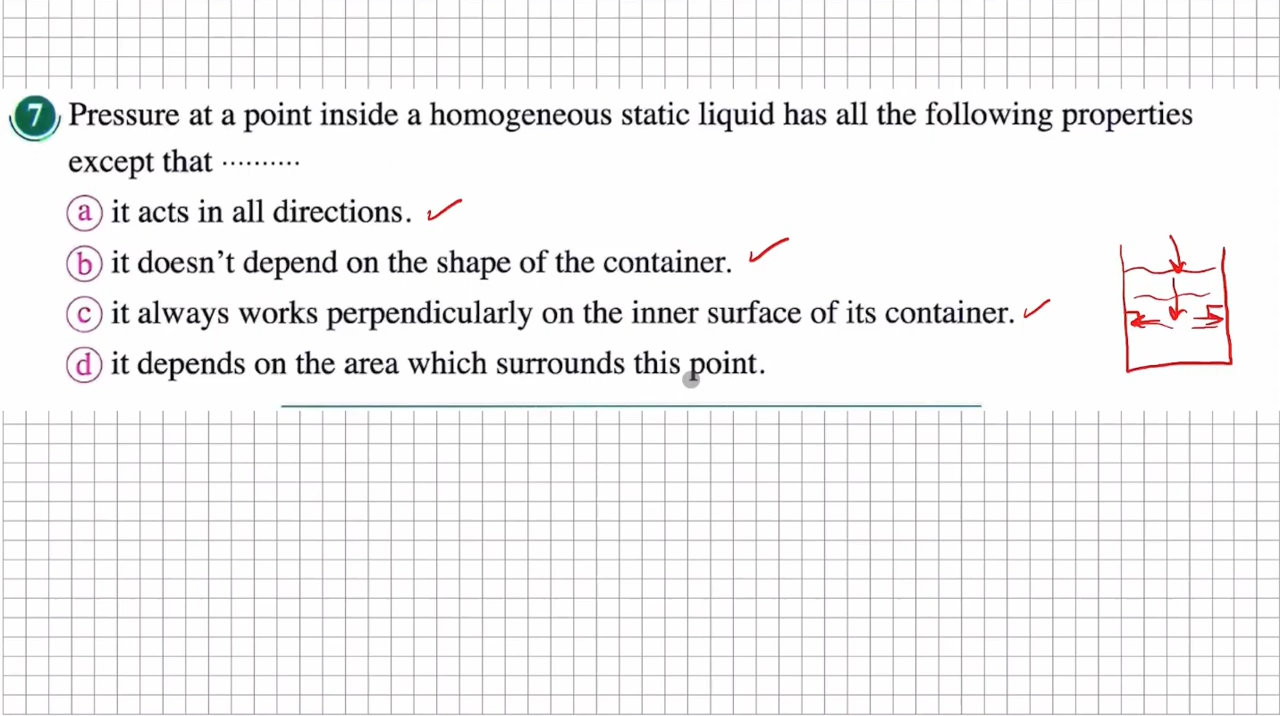 7 Pressure at a point inside a homogeneous static liquid has all the following properties
except that ..........
a it acts in all directions.
b it doesn’t depend on the shape of the container.
c it always works perpendicularly on the inner surface of its container.
d it depends on the area which surrounds this point.